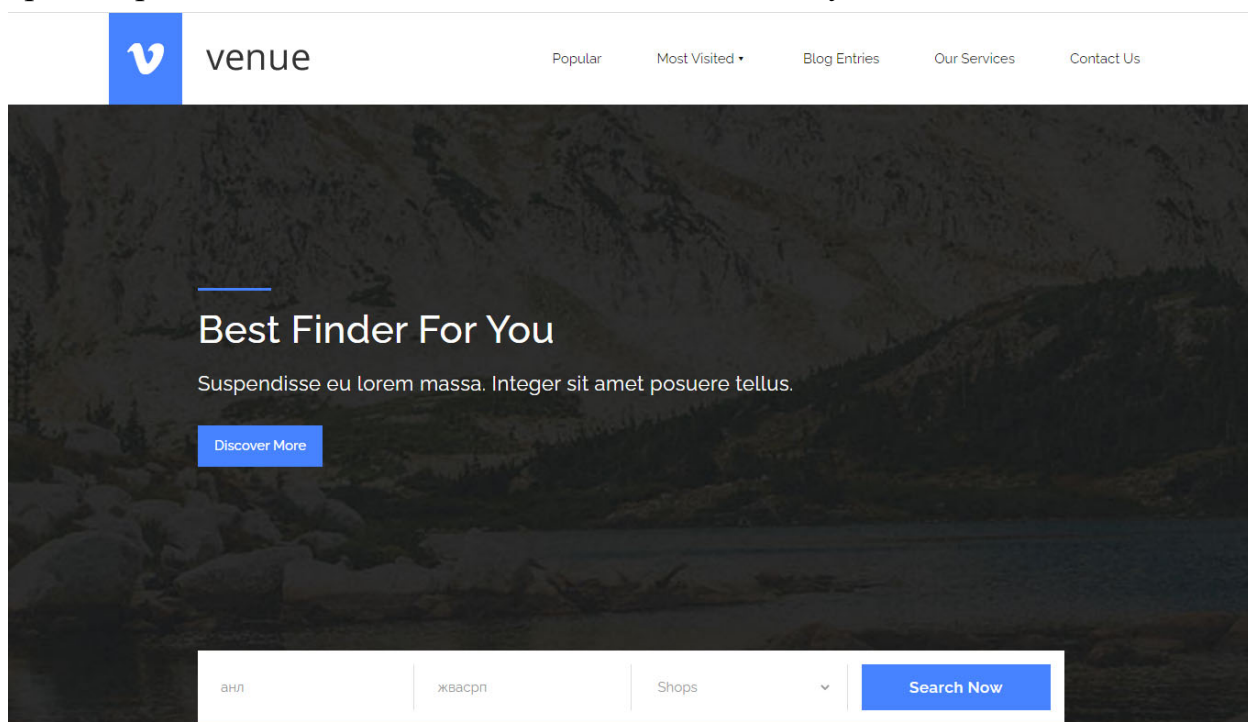 venue
Popular Most Visited Blog Entries Our Services Contact Us
Best Finder For You
Suspendisse eu lorem massa. Integer sit amet posuere tellus.
Discover More
анл жвасрп Shops Search Now